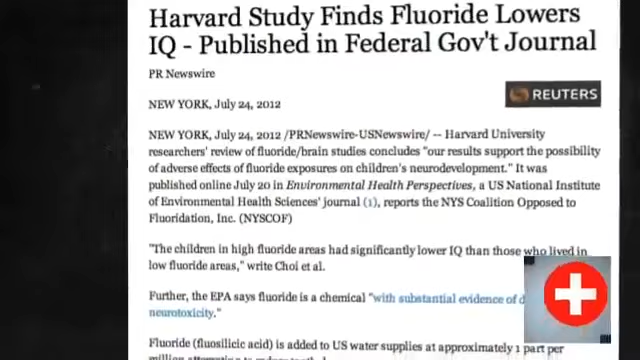 Harvard Study Finds Fluoride Lowers
IQ - Published in Federal Gov't Journal
PR Newswire
REUTERS
NEW YORK, July 24, 2012
NEW YORK, July 24, 2012 /PRNewswire-USNewswire/ -- Harvard University
researchers' review of fluoride/brain studies concludes "our results support the possibility
of adverse effects of fluoride exposures on children's neurodevelopment." It was
published online July 20 in Environmental Health Perspectives, a US National Institute
of Environmental Health Sciences' journal (1), reports the NYS Coalition Opposed to
Fluoridation, Inc. (NYSCOF)
"The children in high fluoride areas had significantly lower IQ than those who lived in
low fluoride areas," write Choi et al.
Further, the EPA says fluoride is a chemical "with substantial evidence of
neurotoxicity."
Fluoride (fluosilicic acid) is added to US water supplies at approximately 1 part per
million